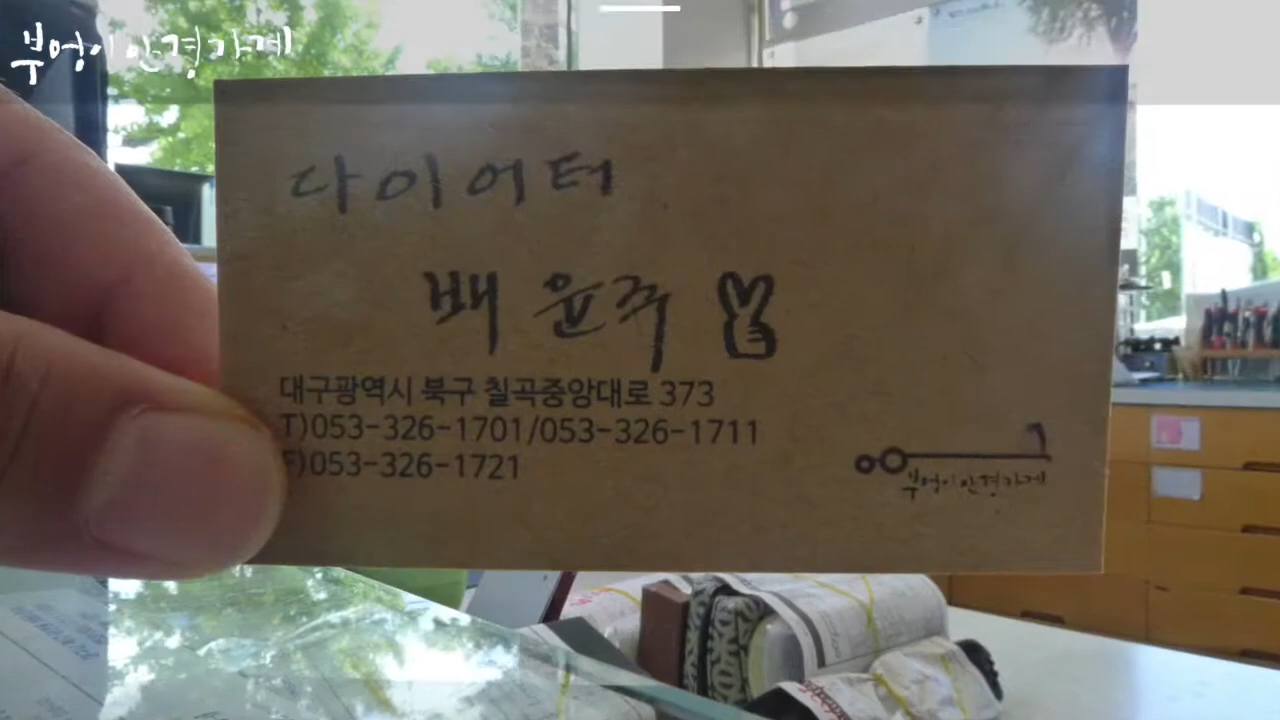 부엉이안경가게
다이어터
배윤주
대구광역시 북구 칠곡중앙대로 373
T)053-326-1701/053-326-1711
F)053-326-1721
부엉이안경가게